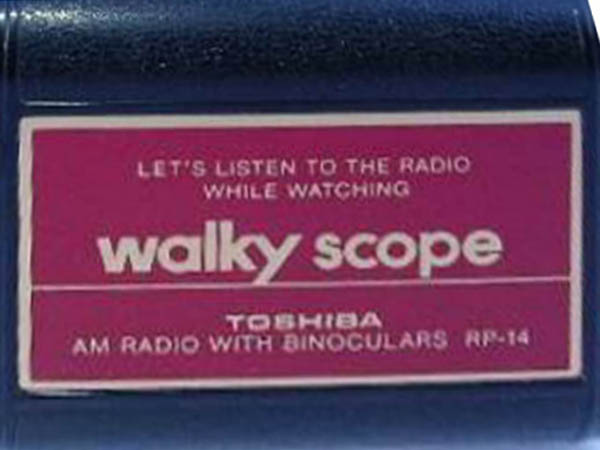 LET'S LISTEN TO THE RADIO
WHILE WATCHING
walky scope
TOSHIBA
AM RADIO WITH BINOCULARS RP-14